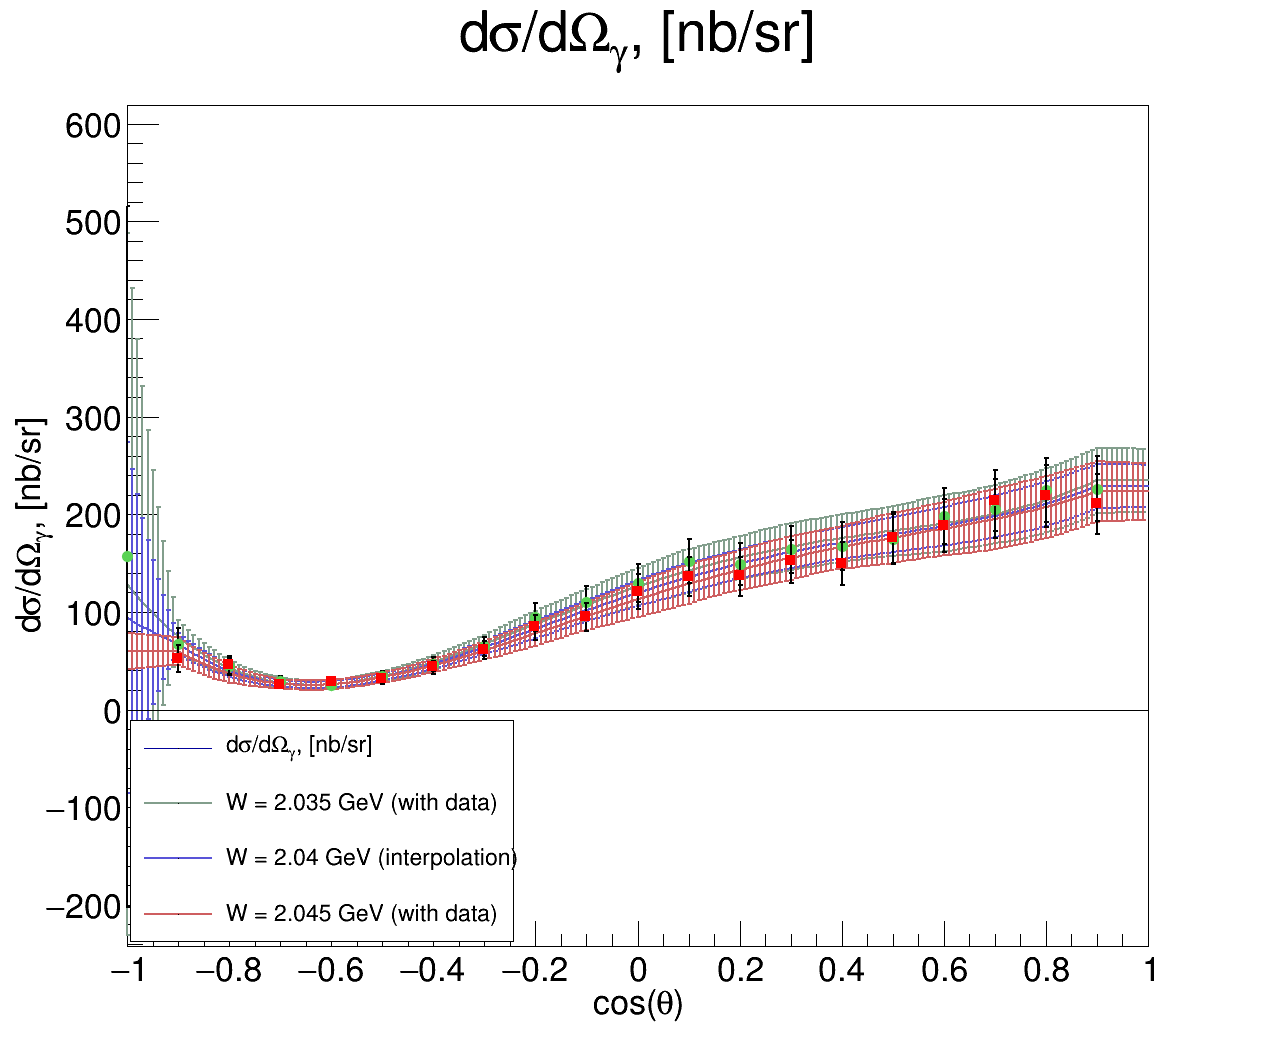 dσ/dΩγ, [nb/sr]
dσ/dΩγ, [nb/sr]
600
500
400
300
200
100
0
−100
−200
dσ/dΩγ, [nb/sr]
W = 2.035 GeV (with data)
W = 2.04 GeV (interpolation)
W = 2.045 GeV (with data)
−1 −0.8 −0.6 −0.4 −0.2 0 0.2 0.4 0.6 0.8 1
cos(θ)